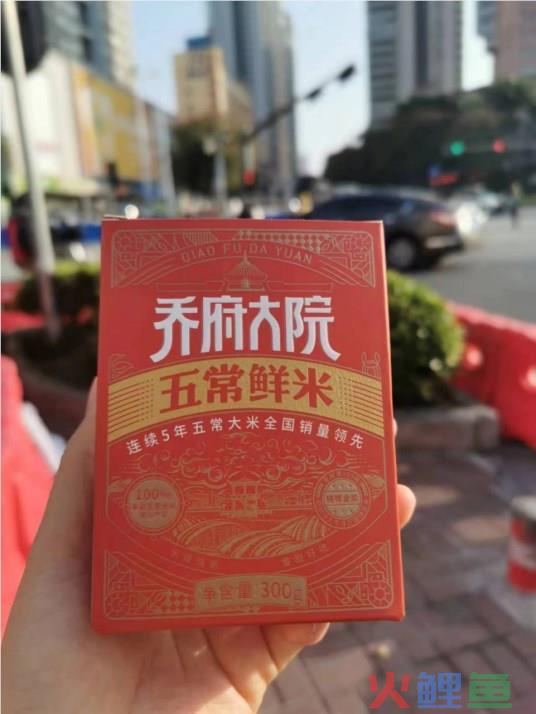 QIAO FU DA YUAN
乔府大院
五常鲜米
连续5年五常大米全国销量领先
100%
净含量:300g
火鲤鱼